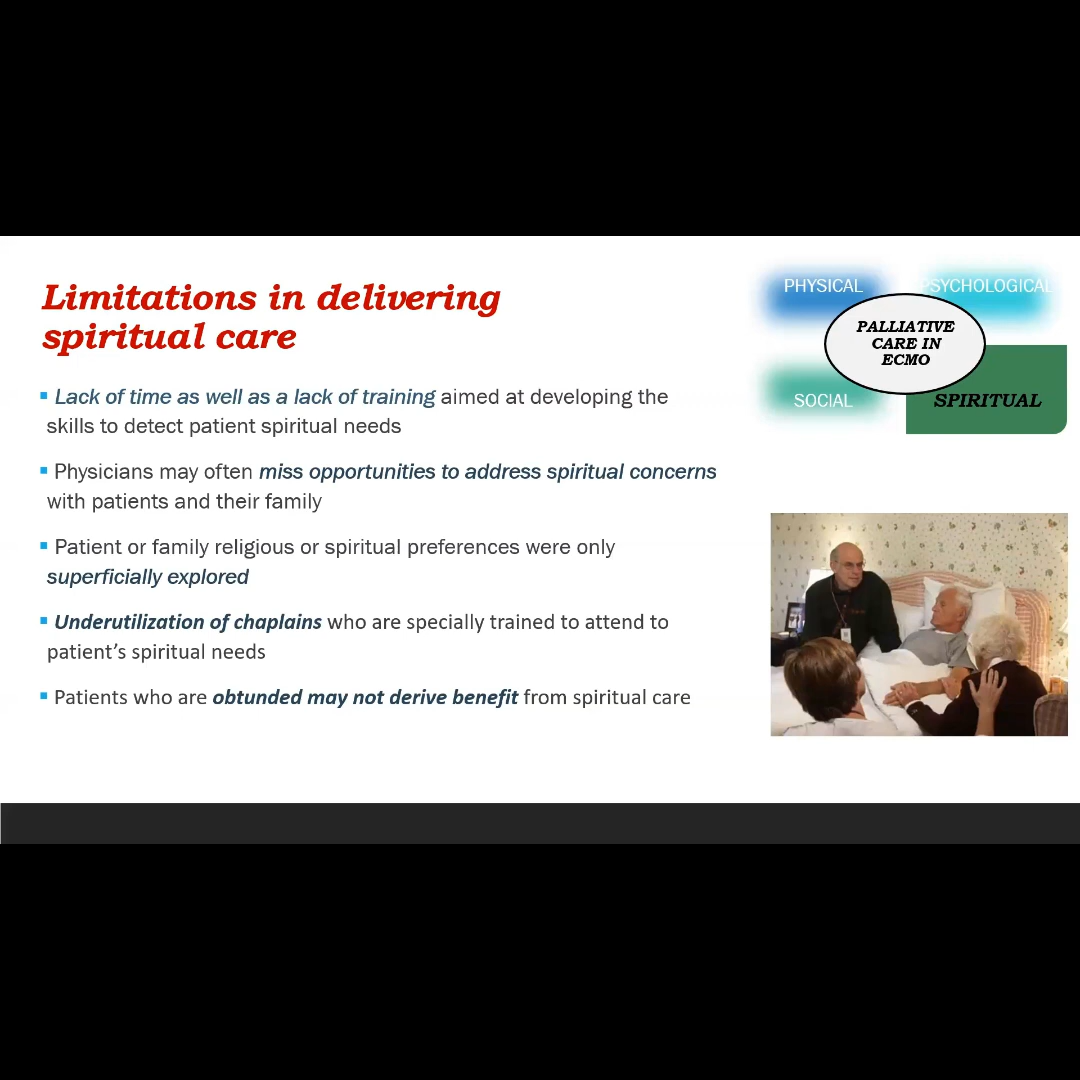 Limitations in delivering
spiritual care
▪ Lack of time as well as a lack of training aimed at developing the
skills to detect patient spiritual needs
▪ Physicians may often miss opportunities to address spiritual concerns
with patients and their family
▪ Patient or family religious or spiritual preferences were only
superficially explored
▪ Underutilization of chaplains who are specially trained to attend to
patient’s spiritual needs
▪ Patients who are obtunded may not derive benefit from spiritual care
PHYSICAL
PSYCHOLOGICAL
PALLIATIVE
CARE IN
ECMO
SOCIAL
SPIRITUAL